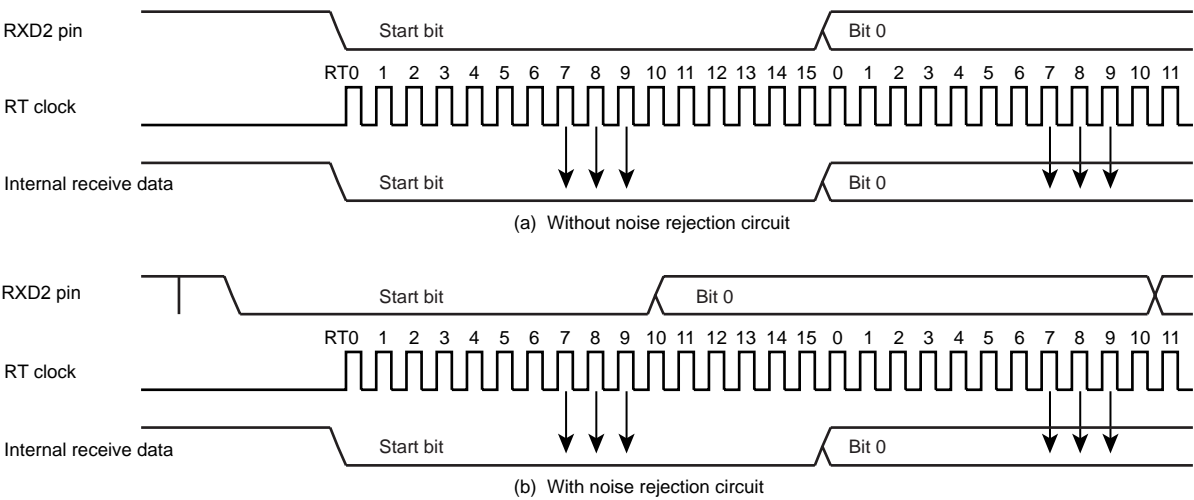 RXD2 pin Start bit Bit 0
RT0 1 2 3 4 5 6 7 8 9 10 11 12 13 14 15 0 1 2 3 4 5 6 7 8 9 10 11
RT clock
Internal receive data Start bit Bit 0
(a) Without noise rejection circuit
RXD2 pin Start bit Bit 0
RT0 1 2 3 4 5 6 7 8 9 10 11 12 13 14 15 0 1 2 3 4 5 6 7 8 9 10 11
RT clock
Internal receive data Start bit Bit 0
(b) With noise rejection circuit